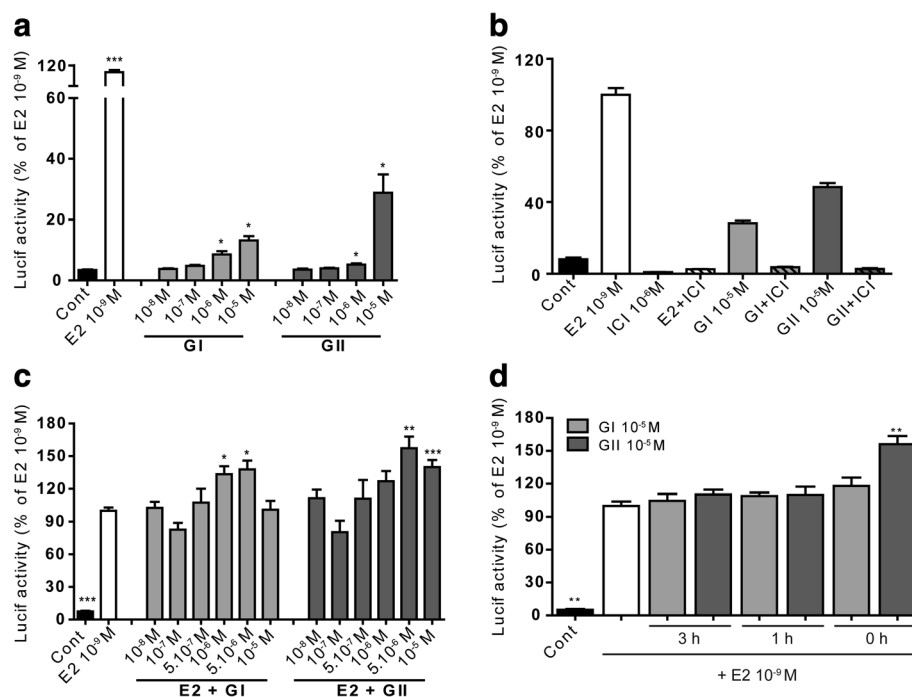 a
Lucif activity (% of E2 10⁻⁹ M)
120
60
40
20
0
***
*
*
*
*
Cont
E2 10⁻⁹ M
10⁻⁸ M
10⁻⁷ M
10⁻⁶ M
10⁻⁵ M
10⁻⁸ M
10⁻⁷ M
10⁻⁶ M
10⁻⁵ M
GI
GII
b
Lucif activity (% of E2 10⁻⁹ M)
120
80
40
0
Cont
E2 10⁻⁹M
ICI 10⁻⁶M
E2+ICI
GI 10⁻⁵M
GI+ICI
GII 10⁻⁵M
GII+ICI
c
Lucif activity (% of E2 10⁻⁹ M)
180
150
120
90
60
30
0
***
*
*
**
***
Cont
E2 10⁻⁹ M
10⁻⁸ M
10⁻⁷ M
5.10⁻⁷ M
10⁻⁶ M
5.10⁻⁶ M
10⁻⁵ M
10⁻⁸ M
10⁻⁷ M
5.10⁻⁷ M
10⁻⁶ M
5.10⁻⁶ M
10⁻⁵ M
E2 + GI
E2 + GII
d
Lucif activity (% of E2 10⁻⁹ M)
180
150
120
90
60
30
0
GI 10⁻⁵ M
GII 10⁻⁵ M
**
**
Cont
3 h
1 h
0 h
+ E2 10⁻⁹ M